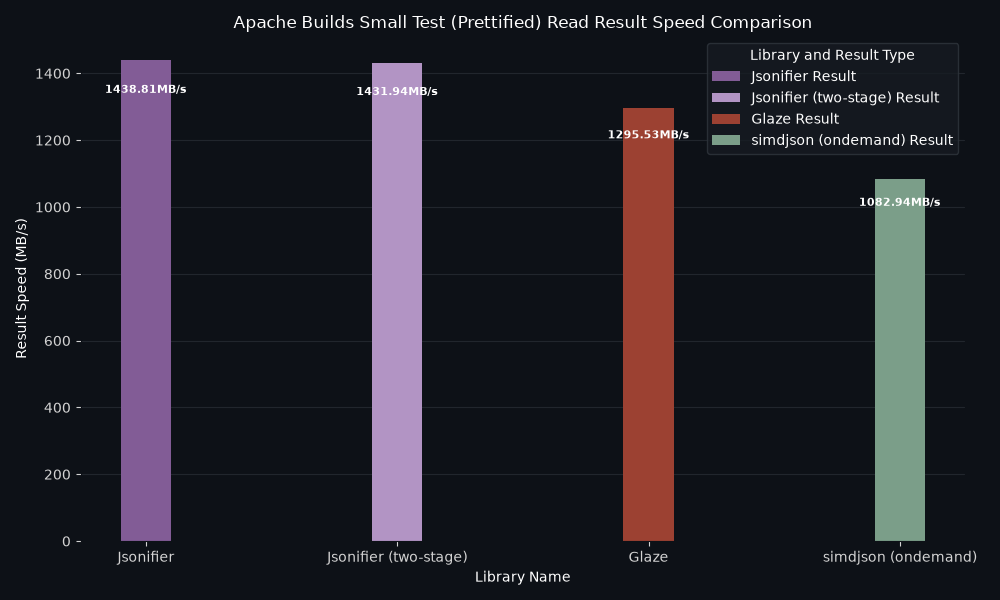 Apache Builds Small Test (Prettified) Read Result Speed Comparison
Library and Result Type
Jsonifier Result
Jsonifier (two-stage) Result
Glaze Result
simdjson (ondemand) Result
1438.81MB/s
1431.94MB/s
1295.53MB/s
1082.94MB/s
Result Speed (MB/s)
1400
1200
1000
800
600
400
200
0
Jsonifier
Jsonifier (two-stage)
Glaze
simdjson (ondemand)
Library Name